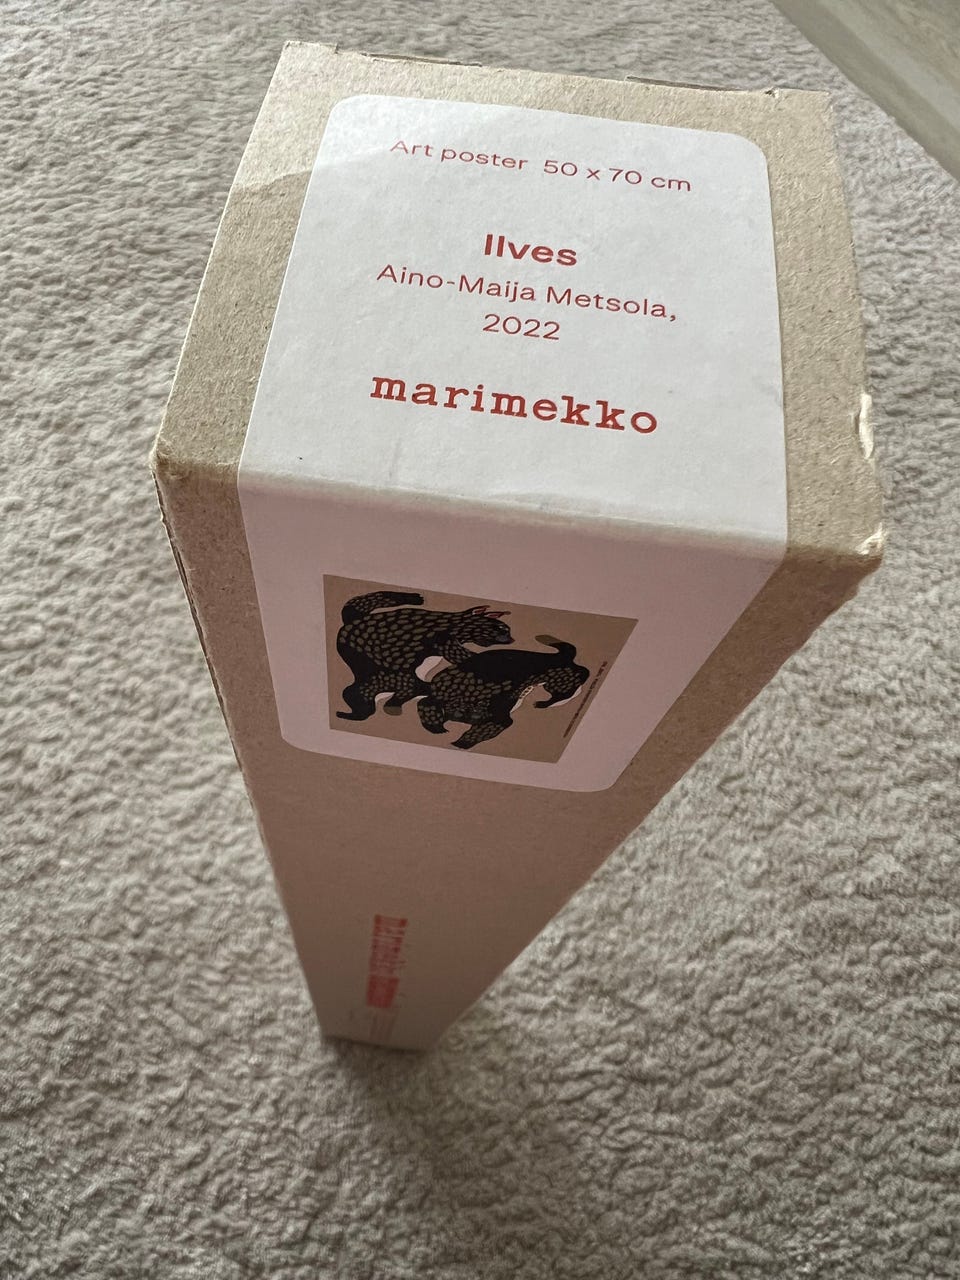 Art poster 50 x 70 cm
Ilves
Aino-Maija Metsola,
2022
marimekko